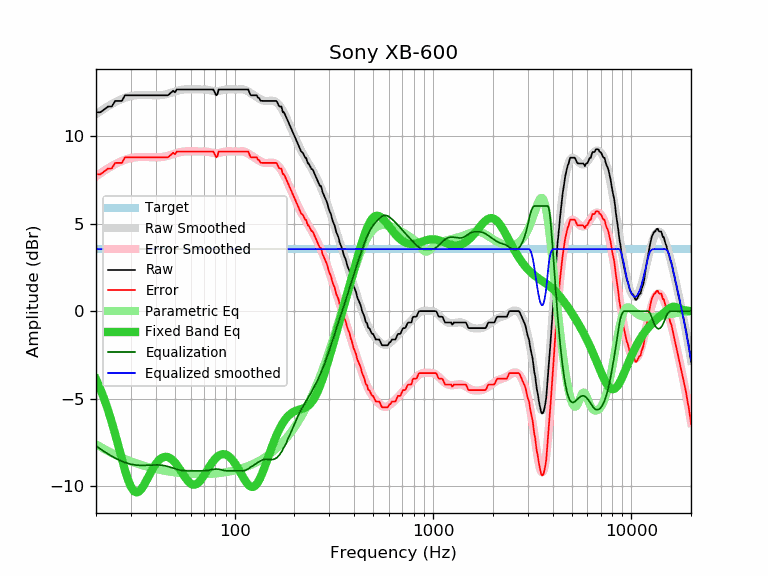 Sony XB-600
Amplitude (dBr)
10
5
0
−5
−10
Target
Raw Smoothed
Error Smoothed
Raw
Error
Parametric Eq
Fixed Band Eq
Equalization
Equalized smoothed
100
1000
10000
Frequency (Hz)